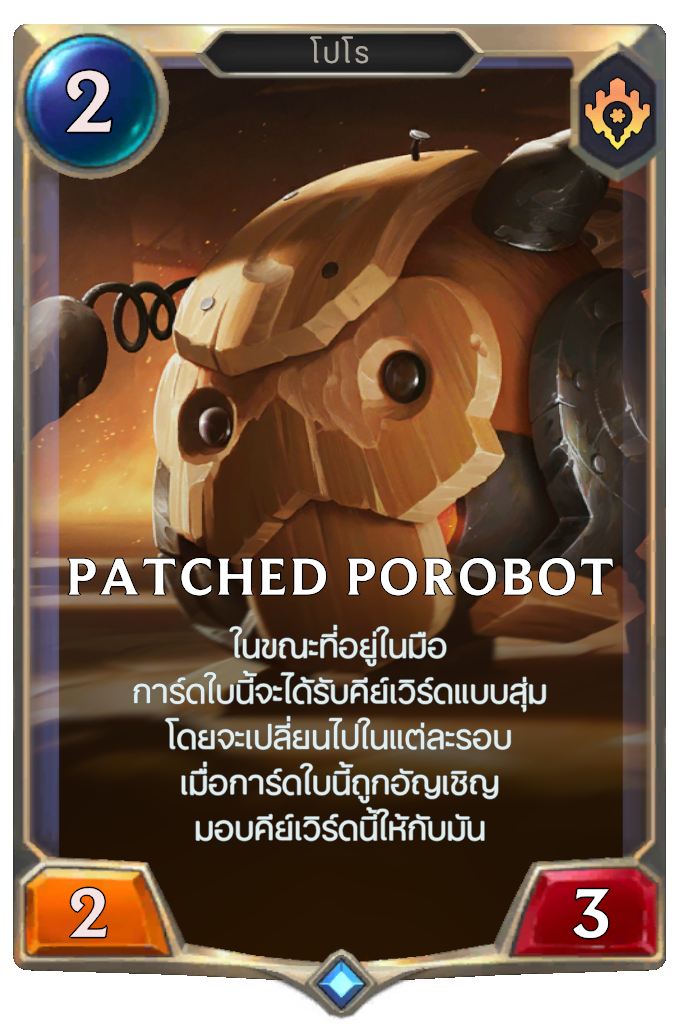 2
โปโร
PATCHED POROBOT
ในขณะที่อยู่ในมือ
การ์ดใบนี้จะได้รับคีย์เวิร์ดแบบสุ่ม
โดยจะเปลี่ยนไปในแต่ละรอบ
เมื่อการ์ดใบนี้ถูกอัญเชิญ
มอบคีย์เวิร์ดนี้ให้กับมัน
2
3